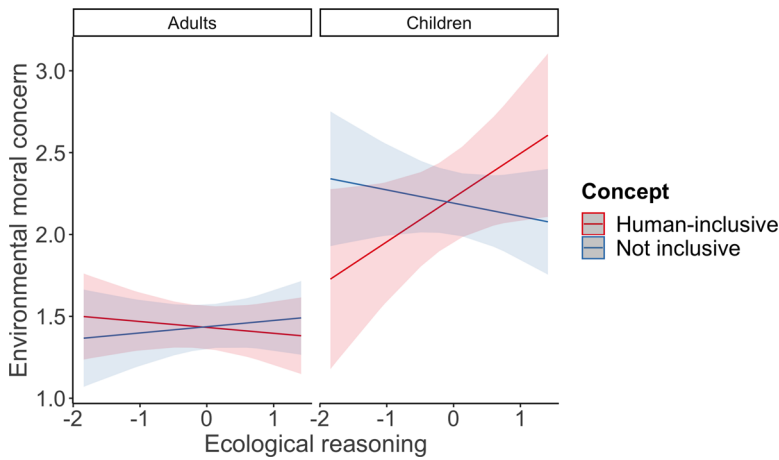 Adults
Children
Environmental moral concern
3.0
2.5
2.0
1.5
1.0
-2
-1
0
1
-2
-1
0
1
Ecological reasoning
Concept
Human-inclusive
Not inclusive